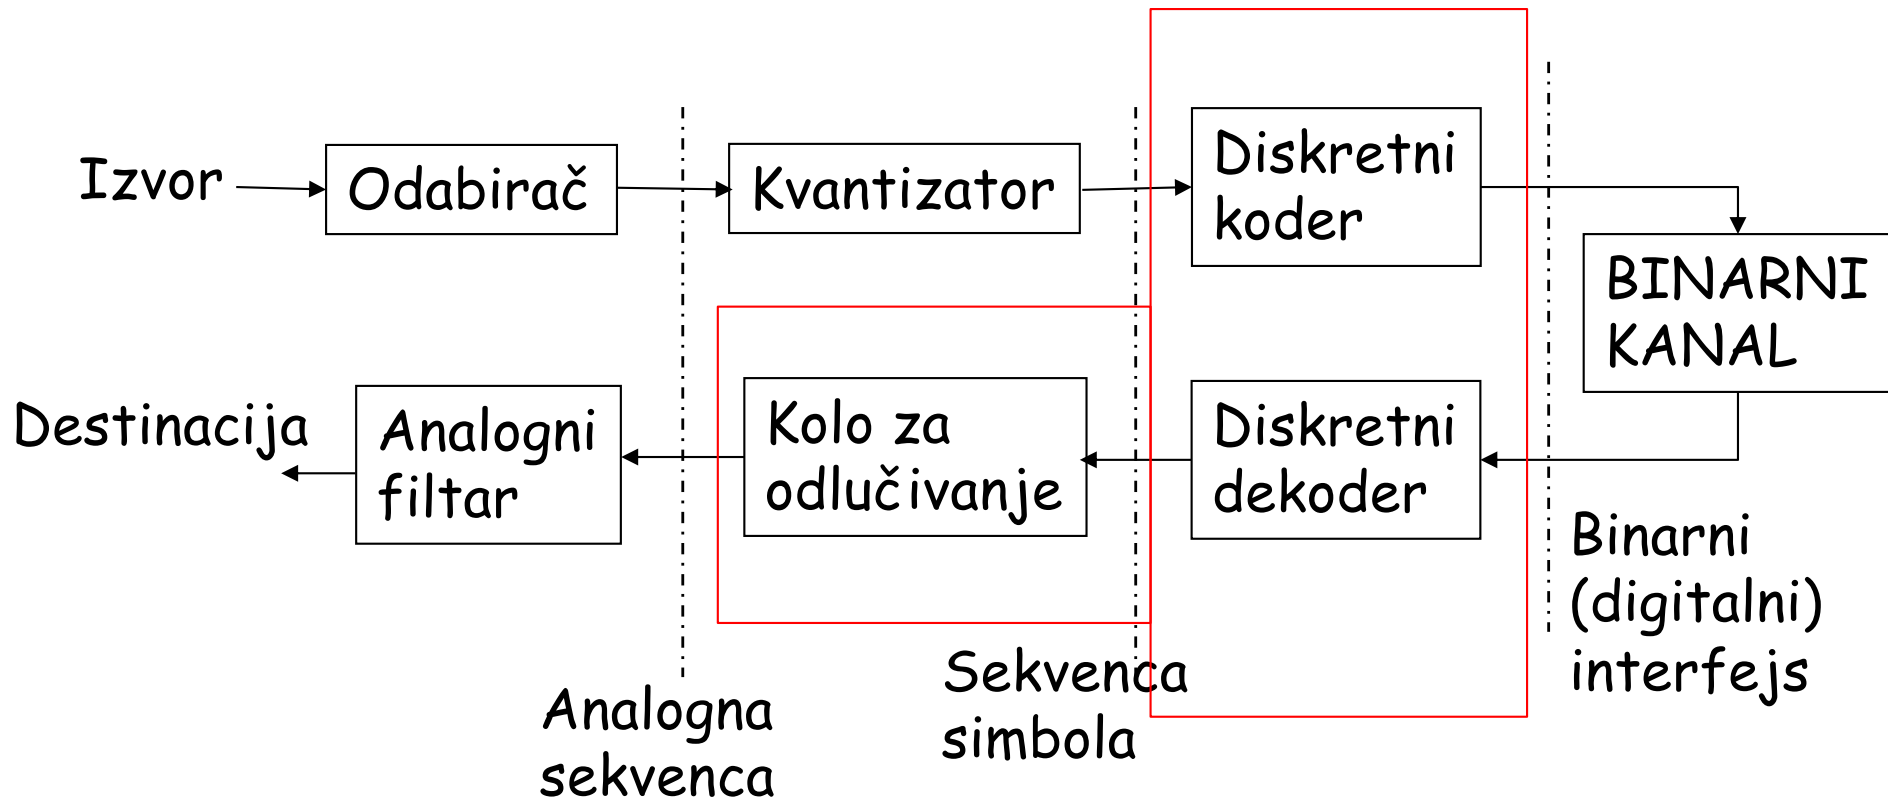 Izvor
Odabirač
Kvantizator
Diskretni
koder
BINARNI
KANAL
Destinacija
Analogni
filtar
Kolo za
odlučivanje
Diskretni
dekoder
Binarni
(digitalni)
interfejs
Sekvenca
simbola
Analogna
sekvenca